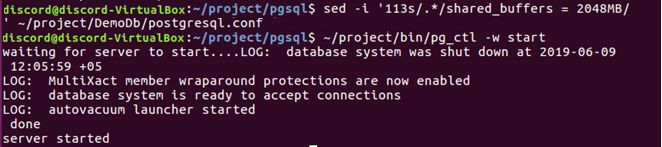 discord@discord-VirtualBox:~/project/pgsql$ sed -i '113s/.*/shared_buffers = 2048MB/
' ~/project/DemoDb/postgresql.conf
discord@discord-VirtualBox:~/project/pgsql$ ~/project/bin/pg_ctl -w start
waiting for server to start....LOG:  database system was shut down at 2019-06-09
 12:05:59 +05
LOG:  MultiXact member wraparound protections are now enabled
LOG:  database system is ready to accept connections
LOG:  autovacuum launcher started
 done
server started